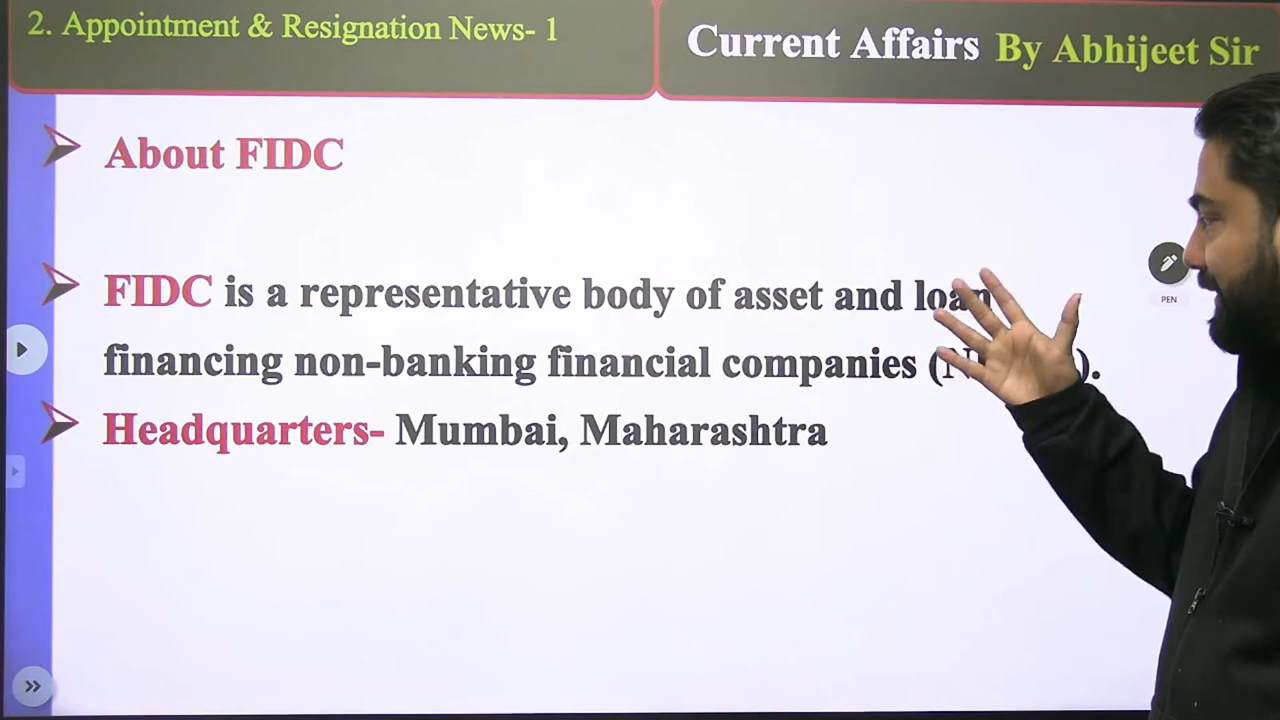 2. Appointment & Resignation News- 1
Current Affairs By Abhijeet Sir
About FIDC
FIDC is a representative body of asset and loan
financing non-banking financial companies ( ).
PEN
Headquarters- Mumbai, Maharashtra